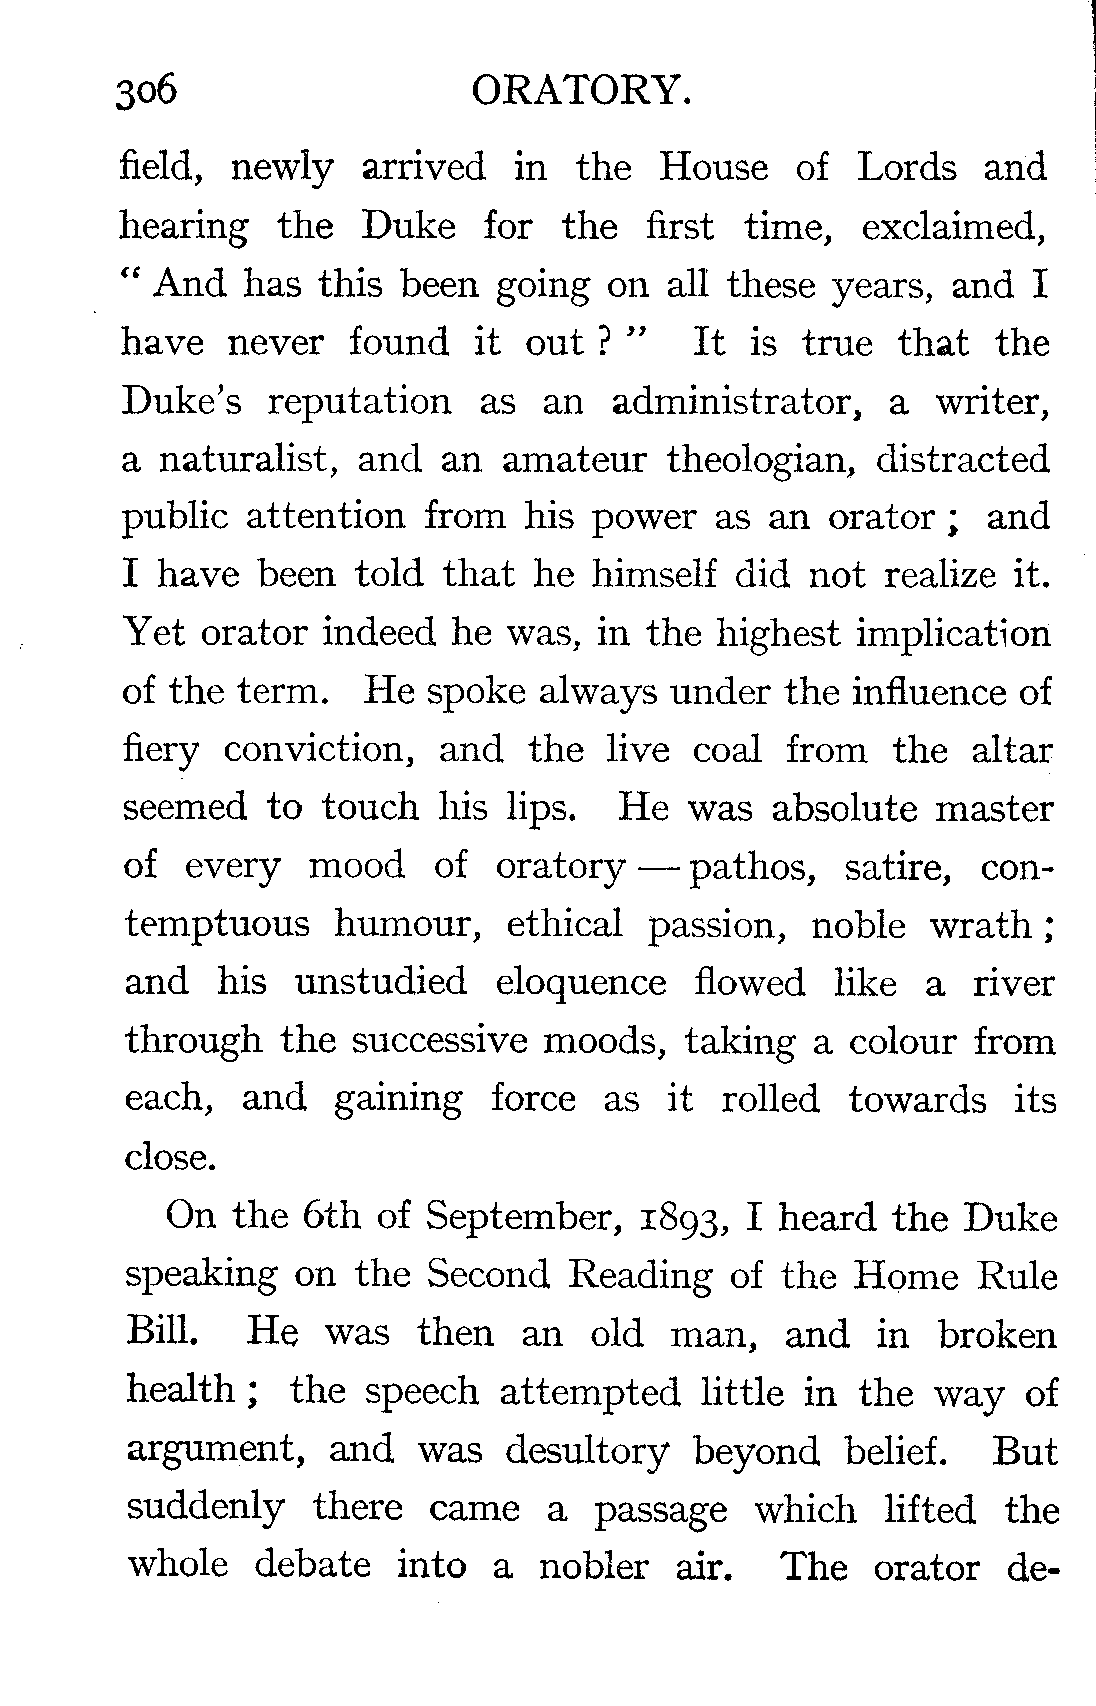 306 ORATORY.
field, newly arrived in the House of Lords and
hearing the Duke for the first time, exclaimed,
“ And has this been going on all these years, and I
have never found it out ? ” It is true that the
Duke's reputation as an administrator, a writer,
a naturalist, and an amateur theologian, distracted
public attention from his power as an orator ; and
I have been told that he himself did not realize it.
Yet orator indeed he was, in the highest implication
of the term. He spoke always under the influence of
fiery conviction, and the live coal from the altar
seemed to touch his lips. He was absolute master
of every mood of oratory — pathos, satire, con-
temptuous humour, ethical passion, noble wrath ;
and his unstudied eloquence flowed like a river
through the successive moods, taking a colour from
each, and gaining force as it rolled towards its
close.
On the 6th of September, 1893, I heard the Duke
speaking on the Second Reading of the Home Rule
Bill. He was then an old man, and in broken
health ; the speech attempted little in the way of
argument, and was desultory beyond belief. But
suddenly there came a passage which lifted the
whole debate into a nobler air. The orator de-